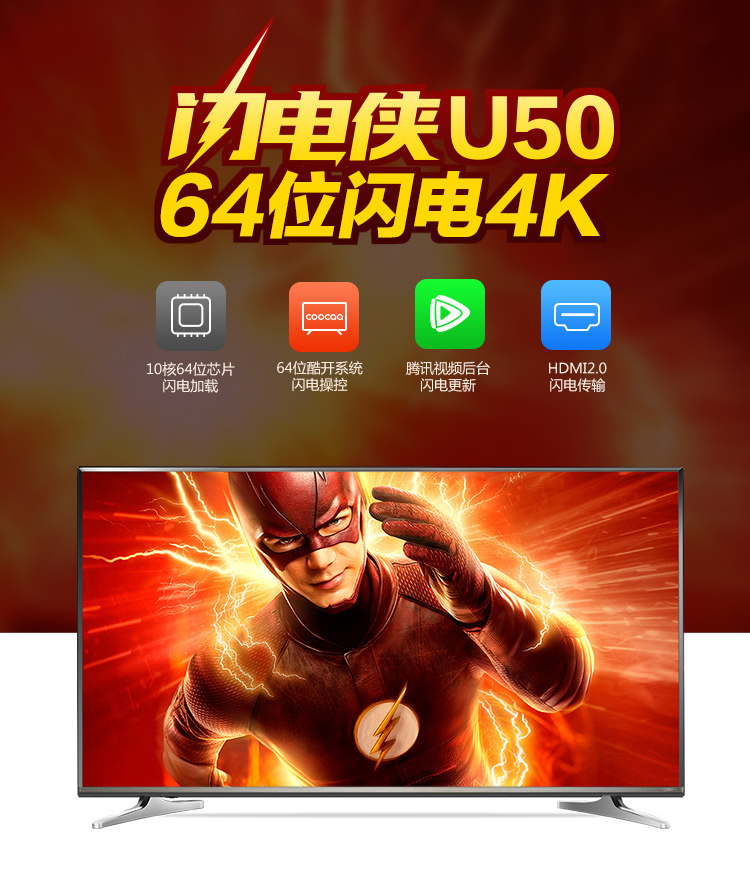 闪电侠U50
64位闪电4K
coocaa
10核64位芯片
闪电加载
64位酷开系统
闪电操控
腾讯视频后台
闪电更新
HDMI2.0
闪电传输